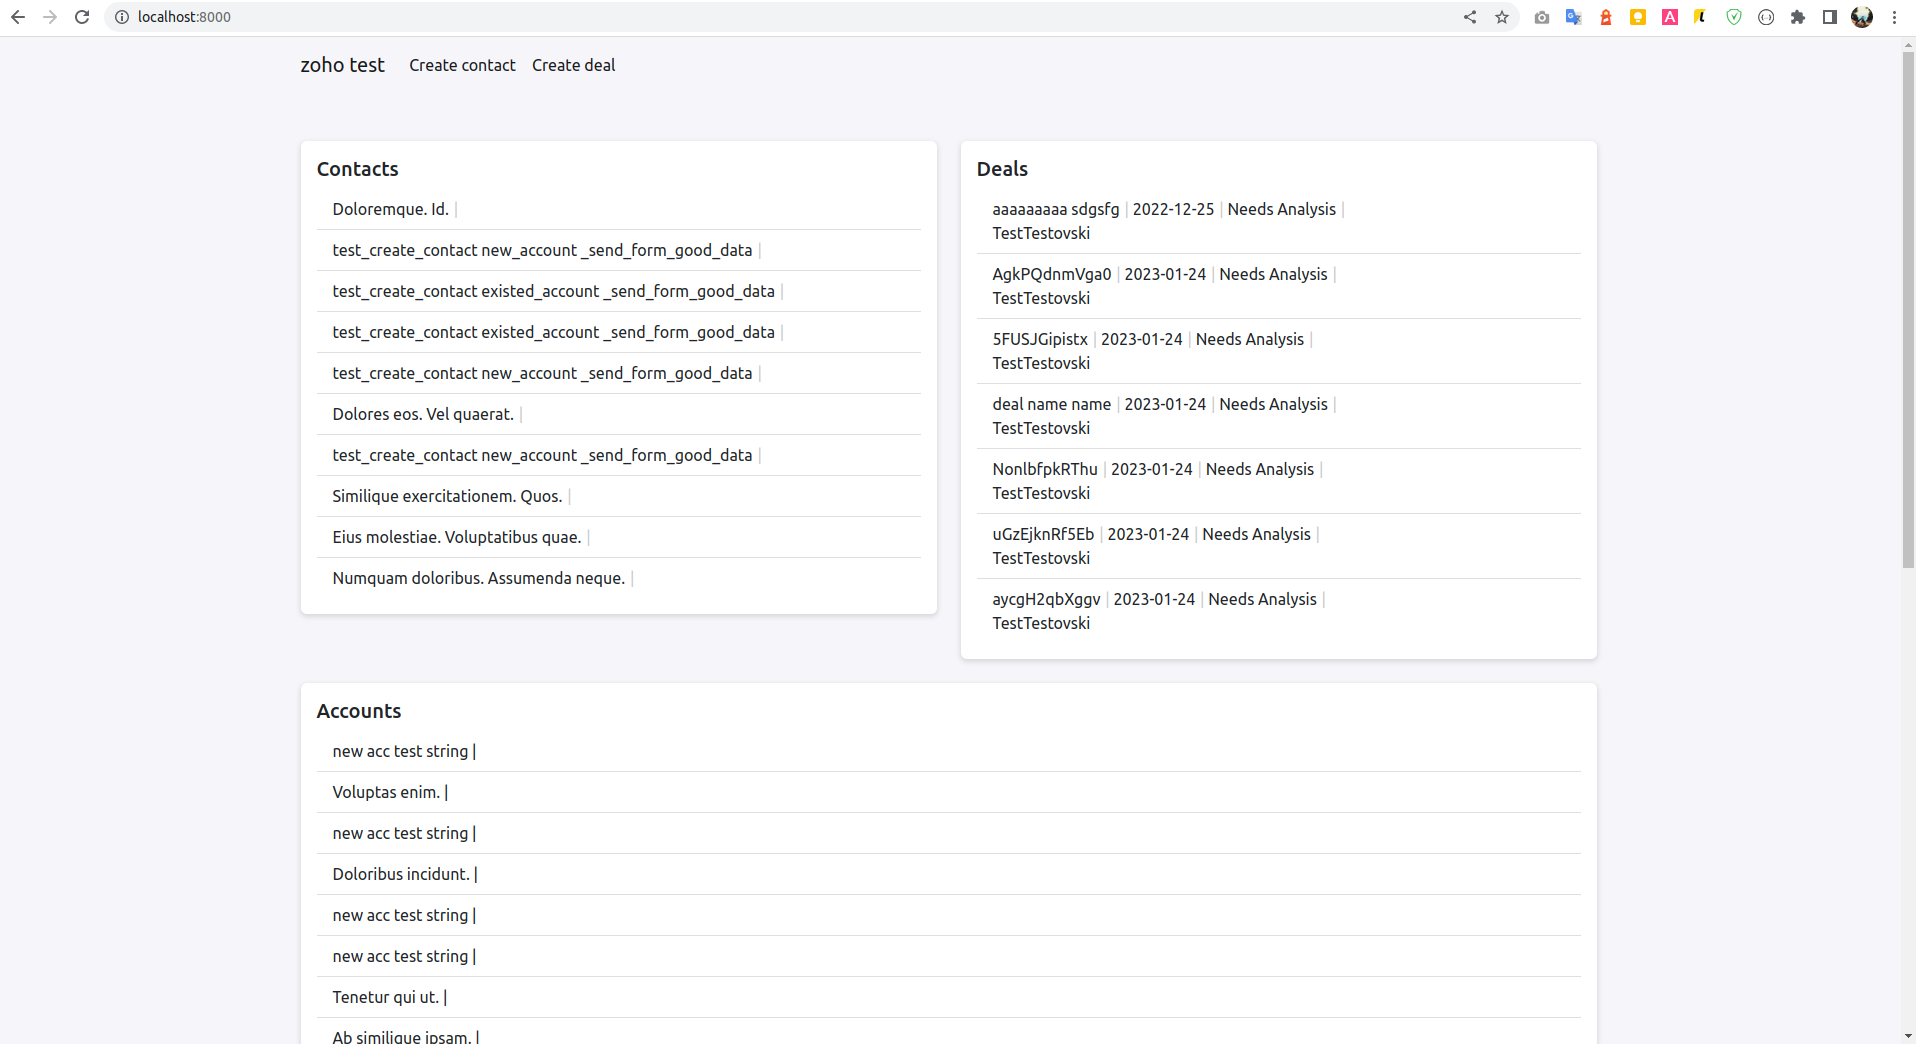 localhost:8000
zoho test Create contact Create deal
Contacts
Doloremque. Id. |
test_create_contact new_account _send_form_good_data |
test_create_contact existed_account _send_form_good_data |
test_create_contact existed_account _send_form_good_data |
test_create_contact new_account _send_form_good_data |
Dolores eos. Vel quaerat. |
test_create_contact new_account _send_form_good_data |
Similique exercitationem. Quos. |
Eius molestiae. Voluptatibus quae. |
Numquam doloribus. Assumenda neque. |
Deals
aaaaaaaaa sdgsfg | 2022-12-25 | Needs Analysis |
TestTestovski
AgkPQdnmVga0 | 2023-01-24 | Needs Analysis |
TestTestovski
5FUSJGipistx | 2023-01-24 | Needs Analysis |
TestTestovski
deal name name | 2023-01-24 | Needs Analysis |
TestTestovski
NonlbfpkRThu | 2023-01-24 | Needs Analysis |
TestTestovski
uGzEjknRf5Eb | 2023-01-24 | Needs Analysis |
TestTestovski
aycgH2qbXggv | 2023-01-24 | Needs Analysis |
TestTestovski
Accounts
new acc test string |
Voluptas enim. |
new acc test string |
Doloribus incidunt. |
new acc test string |
new acc test string |
Tenetur qui ut. |
Ab similique ipsam. |